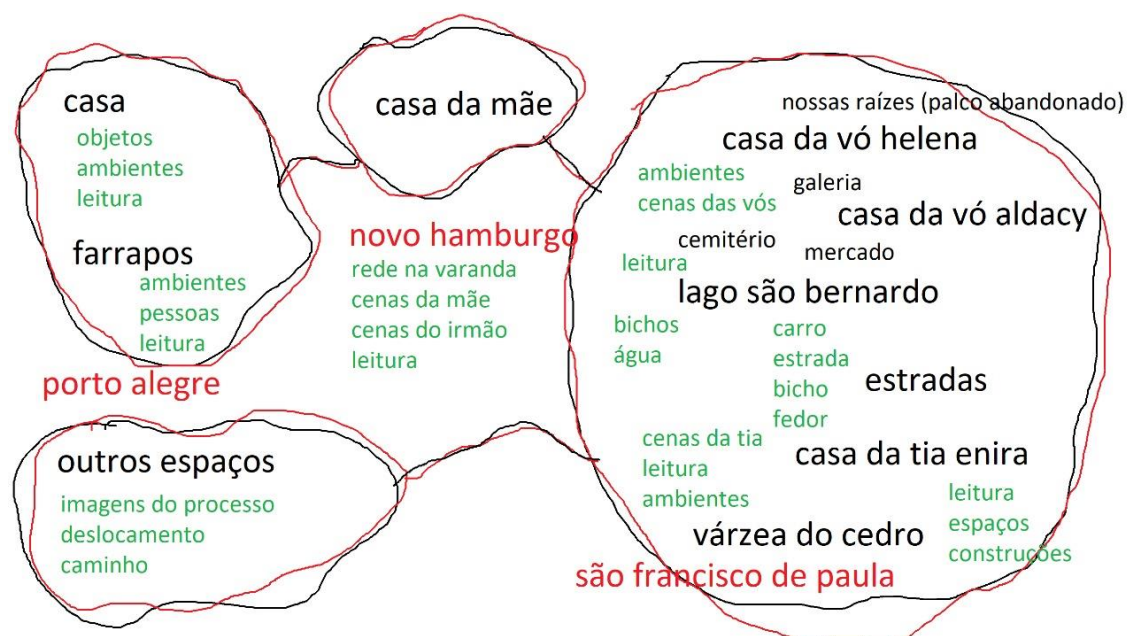 casa
objetos
ambientes
leitura
farrapos
ambientes
pessoas
leitura
porto alegre
casa da mãe
novo hamburgo
rede na varanda
cenas da mãe
cenas do irmão
leitura
nossas raízes (palco abandonado)
casa da vó helena
ambientes
cenas das vós
galeria
casa da vó aldacy
cemitério
mercado
leitura
lago são bernardo
bichos
água
carro
estrada
bicho
fedor
estradas
cenas da tia
leitura
ambientes
casa da tia enira
leitura
espaços
construções
várzea do cedro
são francisco de paula
outros espaços
imagens do processo
deslocamento
caminho